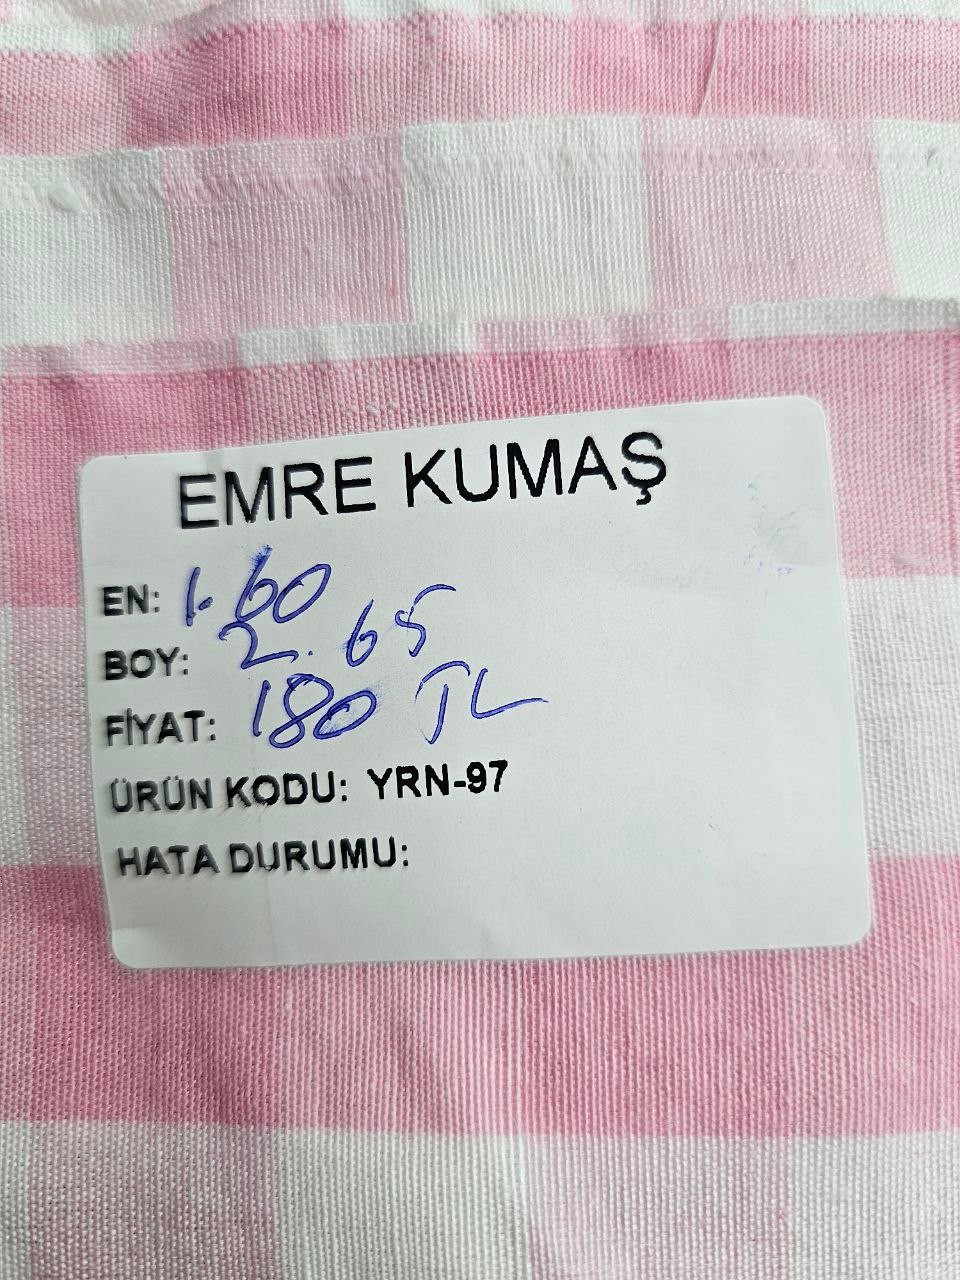 EMRE KUMAŞ
EN: 1.60
BOY: 2.65
FİYAT: 180 TL
ÜRÜN KODU: YRN-97
HATA DURUMU: